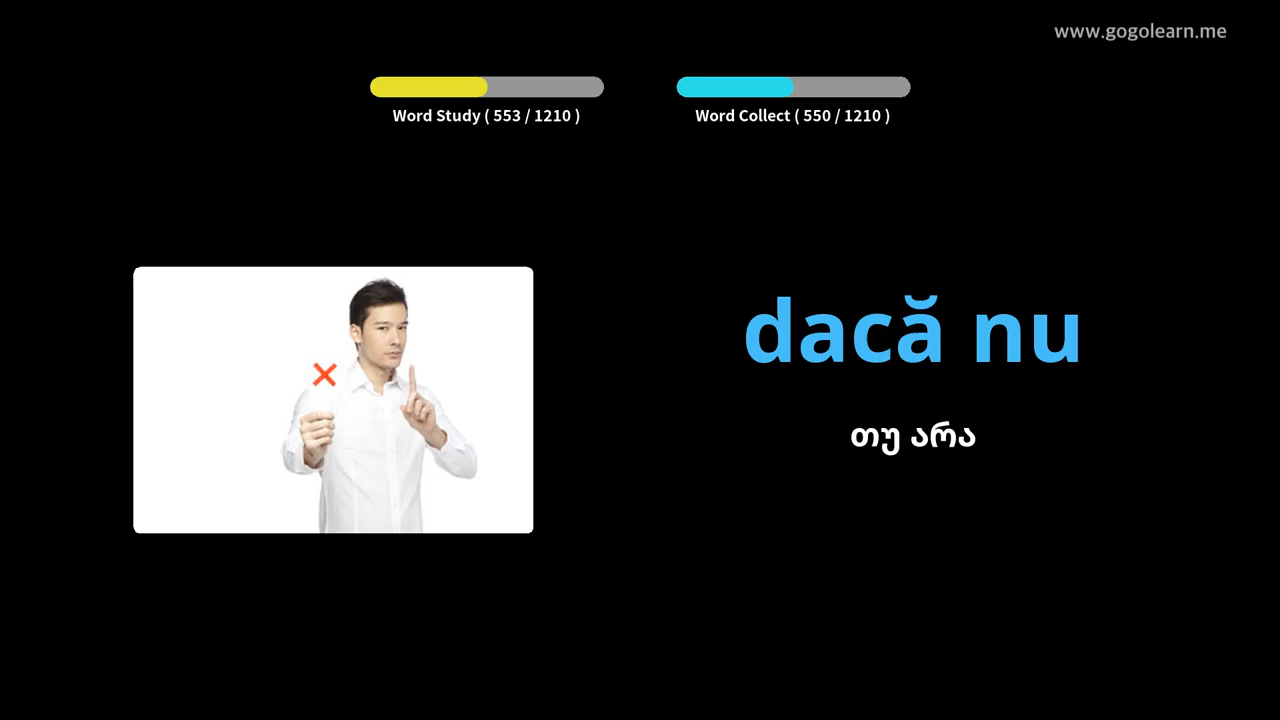 www.gogolearn.me
Word Study ( 553 / 1210 )
Word Collect ( 550 / 1210 )
dacă nu
თუ არა